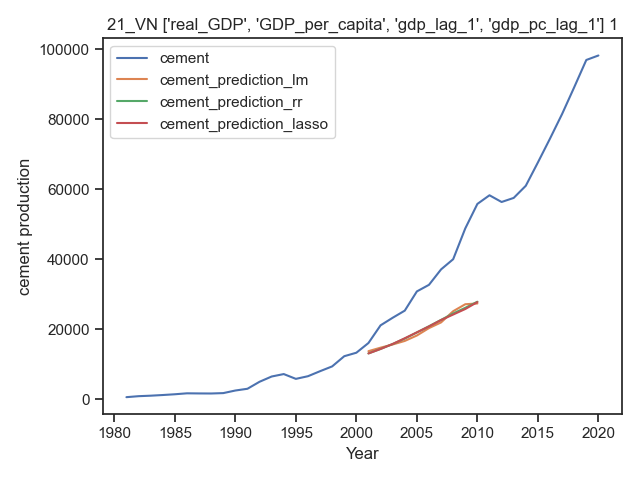 21_VN ['real_GDP', 'GDP_per_capita', 'gdp_lag_1', 'gdp_pc_lag_1'] 1
cement
cement_prediction_lm
cement_prediction_rr
cement_prediction_lasso
100000
80000
60000
40000
20000
0
cement production
1980 1985 1990 1995 2000 2005 2010 2015 2020
Year